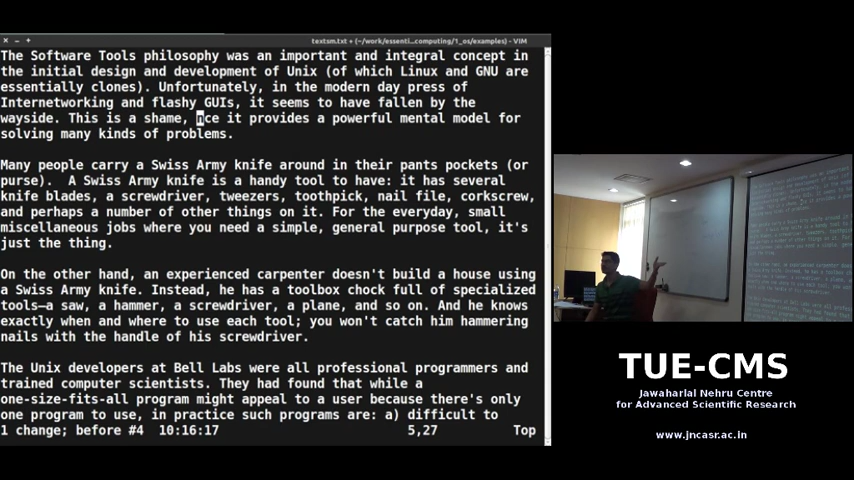 textsm.txt + (~/work/essenti...computing/1_os/examples) - VIM
The Software Tools philosophy was an important and integral concept in
the initial design and development of Unix (of which Linux and GNU are
essentially clones). Unfortunately, in the modern day press of
Internetworking and flashy GUIs, it seems to have fallen by the
wayside. This is a shame, nce it provides a powerful mental model for
solving many kinds of problems.
Many people carry a Swiss Army knife around in their pants pockets (or
purse).  A Swiss Army knife is a handy tool to have: it has several
knife blades, a screwdriver, tweezers, toothpick, nail file, corkscrew,
and perhaps a number of other things on it. For the everyday, small
miscellaneous jobs where you need a simple, general purpose tool, it's
just the thing.
On the other hand, an experienced carpenter doesn't build a house using
a Swiss Army knife. Instead, he has a toolbox chock full of specialized
tools—a saw, a hammer, a screwdriver, a plane, and so on. And he knows
exactly when and where to use each tool; you won't catch him hammering
nails with the handle of his screwdriver.
The Unix developers at Bell Labs were all professional programmers and
trained computer scientists. They had found that while a
one-size-fits-all program might appeal to a user because there's only
one program to use, in practice such programs are: a) difficult to
1 change; before #4  10:16:17 5,27 Top
TUE-CMS
Jawaharlal Nehru Centre
for Advanced Scientific Research
www.jncasr.ac.in